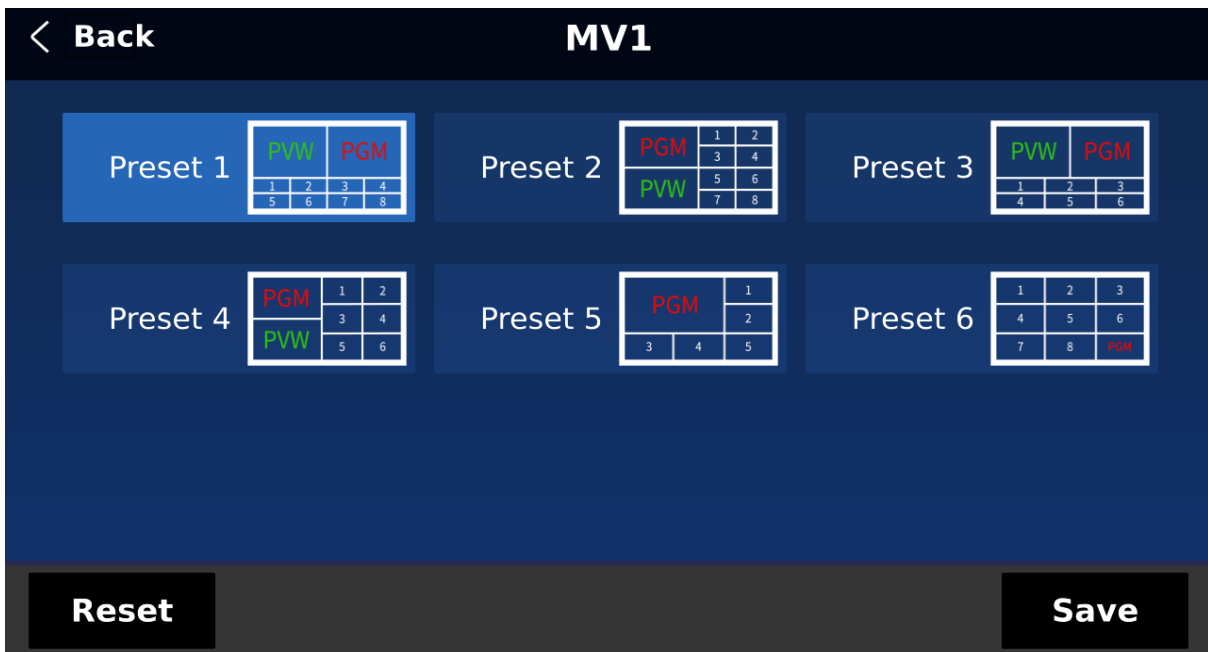 Back
MV1
Preset 1
PVW PGM
1 2 3 4
5 6 7 8
Preset 2
PGM 1 2
3 4
PVW 5 6
7 8
Preset 3
PVW PGM
1 2 3
4 5 6
Preset 4
PGM 1 2
3 4
PVW 5 6
Preset 5
PGM 1
2
3 4 5
Preset 6
1 2 3
4 5 6
7 8 PGM
Reset
Save